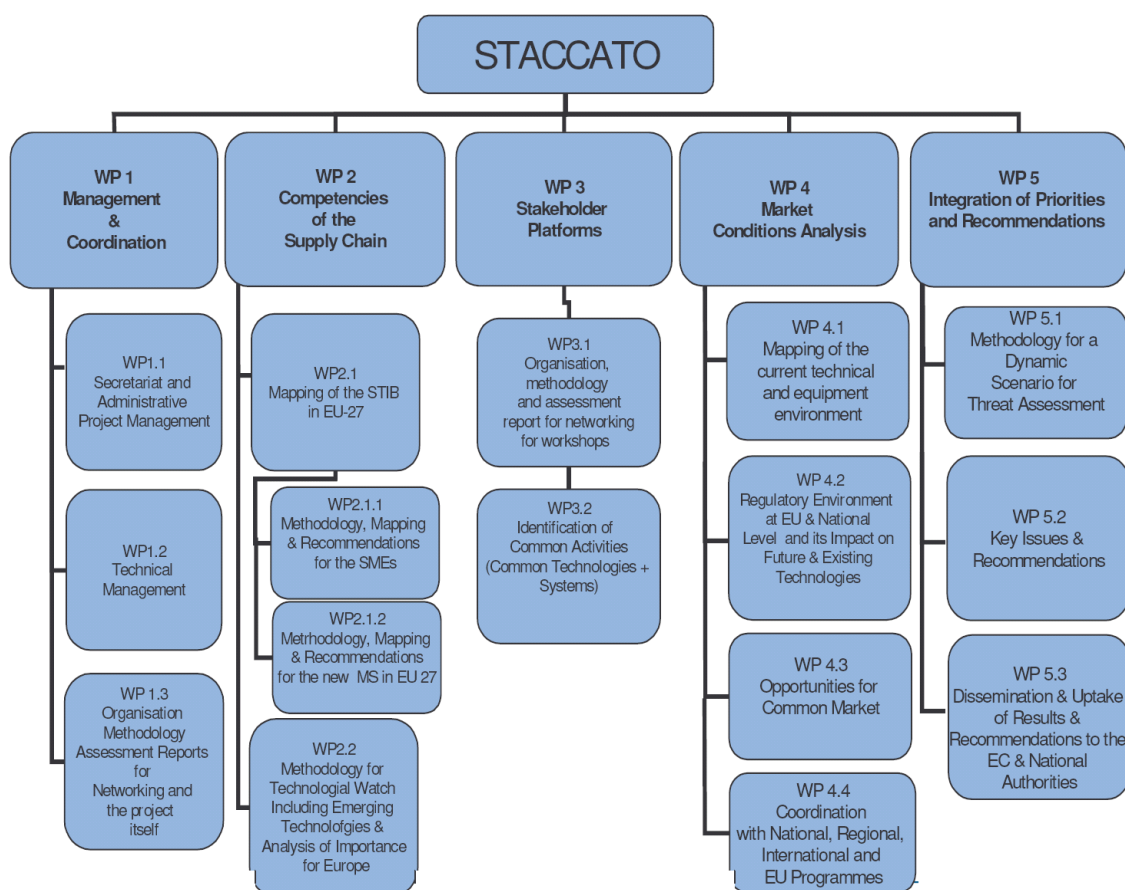 STACCATO
WP 1
Management
&
Coordination
WP1.1
Secretariat and
Administrative
Project Management
WP1.2
Technical
Management
WP 1.3
Organisation
Methodology
Assessment Reports
for
Networking and
the project
itself
WP 2
Competencies
of the
Supply Chain
WP2.1
Mapping of the STIB
in EU-27
WP2.1.1
Methodology, Mapping
& Recommendations
for the SMEs
WP2.1.2
Metrhodology, Mapping
& Recommendations
for the new MS in EU 27
WP2.2
Methodology for
Technologial Watch
Including Emerging
Technolofgies &
Analysis of Importance
for Europe
WP 3
Stakeholder
Platforms
WP3.1
Organisation,
methodology
and assessment
report for networking
for workshops
WP3.2
Identification of
Common Activities
(Common Technologies +
Systems)
WP 4
Market
Conditions Analysis
WP 4.1
Mapping of the
current technical
and equipment
environment
WP 4.2
Regulatory Environment
at EU & National
Level and its Impact on
Future & Existing
Technologies
WP 4.3
Opportunities for
Common Market
WP 4.4
Coordination
with National, Regional,
International and
EU Programmes
WP 5
Integration of Priorities
and Recommendations
WP 5.1
Methodology for a
Dynamic
Scenario for
Threat Assessment
WP 5.2
Key Issues &
Recommendations
WP 5.3
Dissemination & Uptake
of Results &
Recommendations to the
EC & National
Authorities